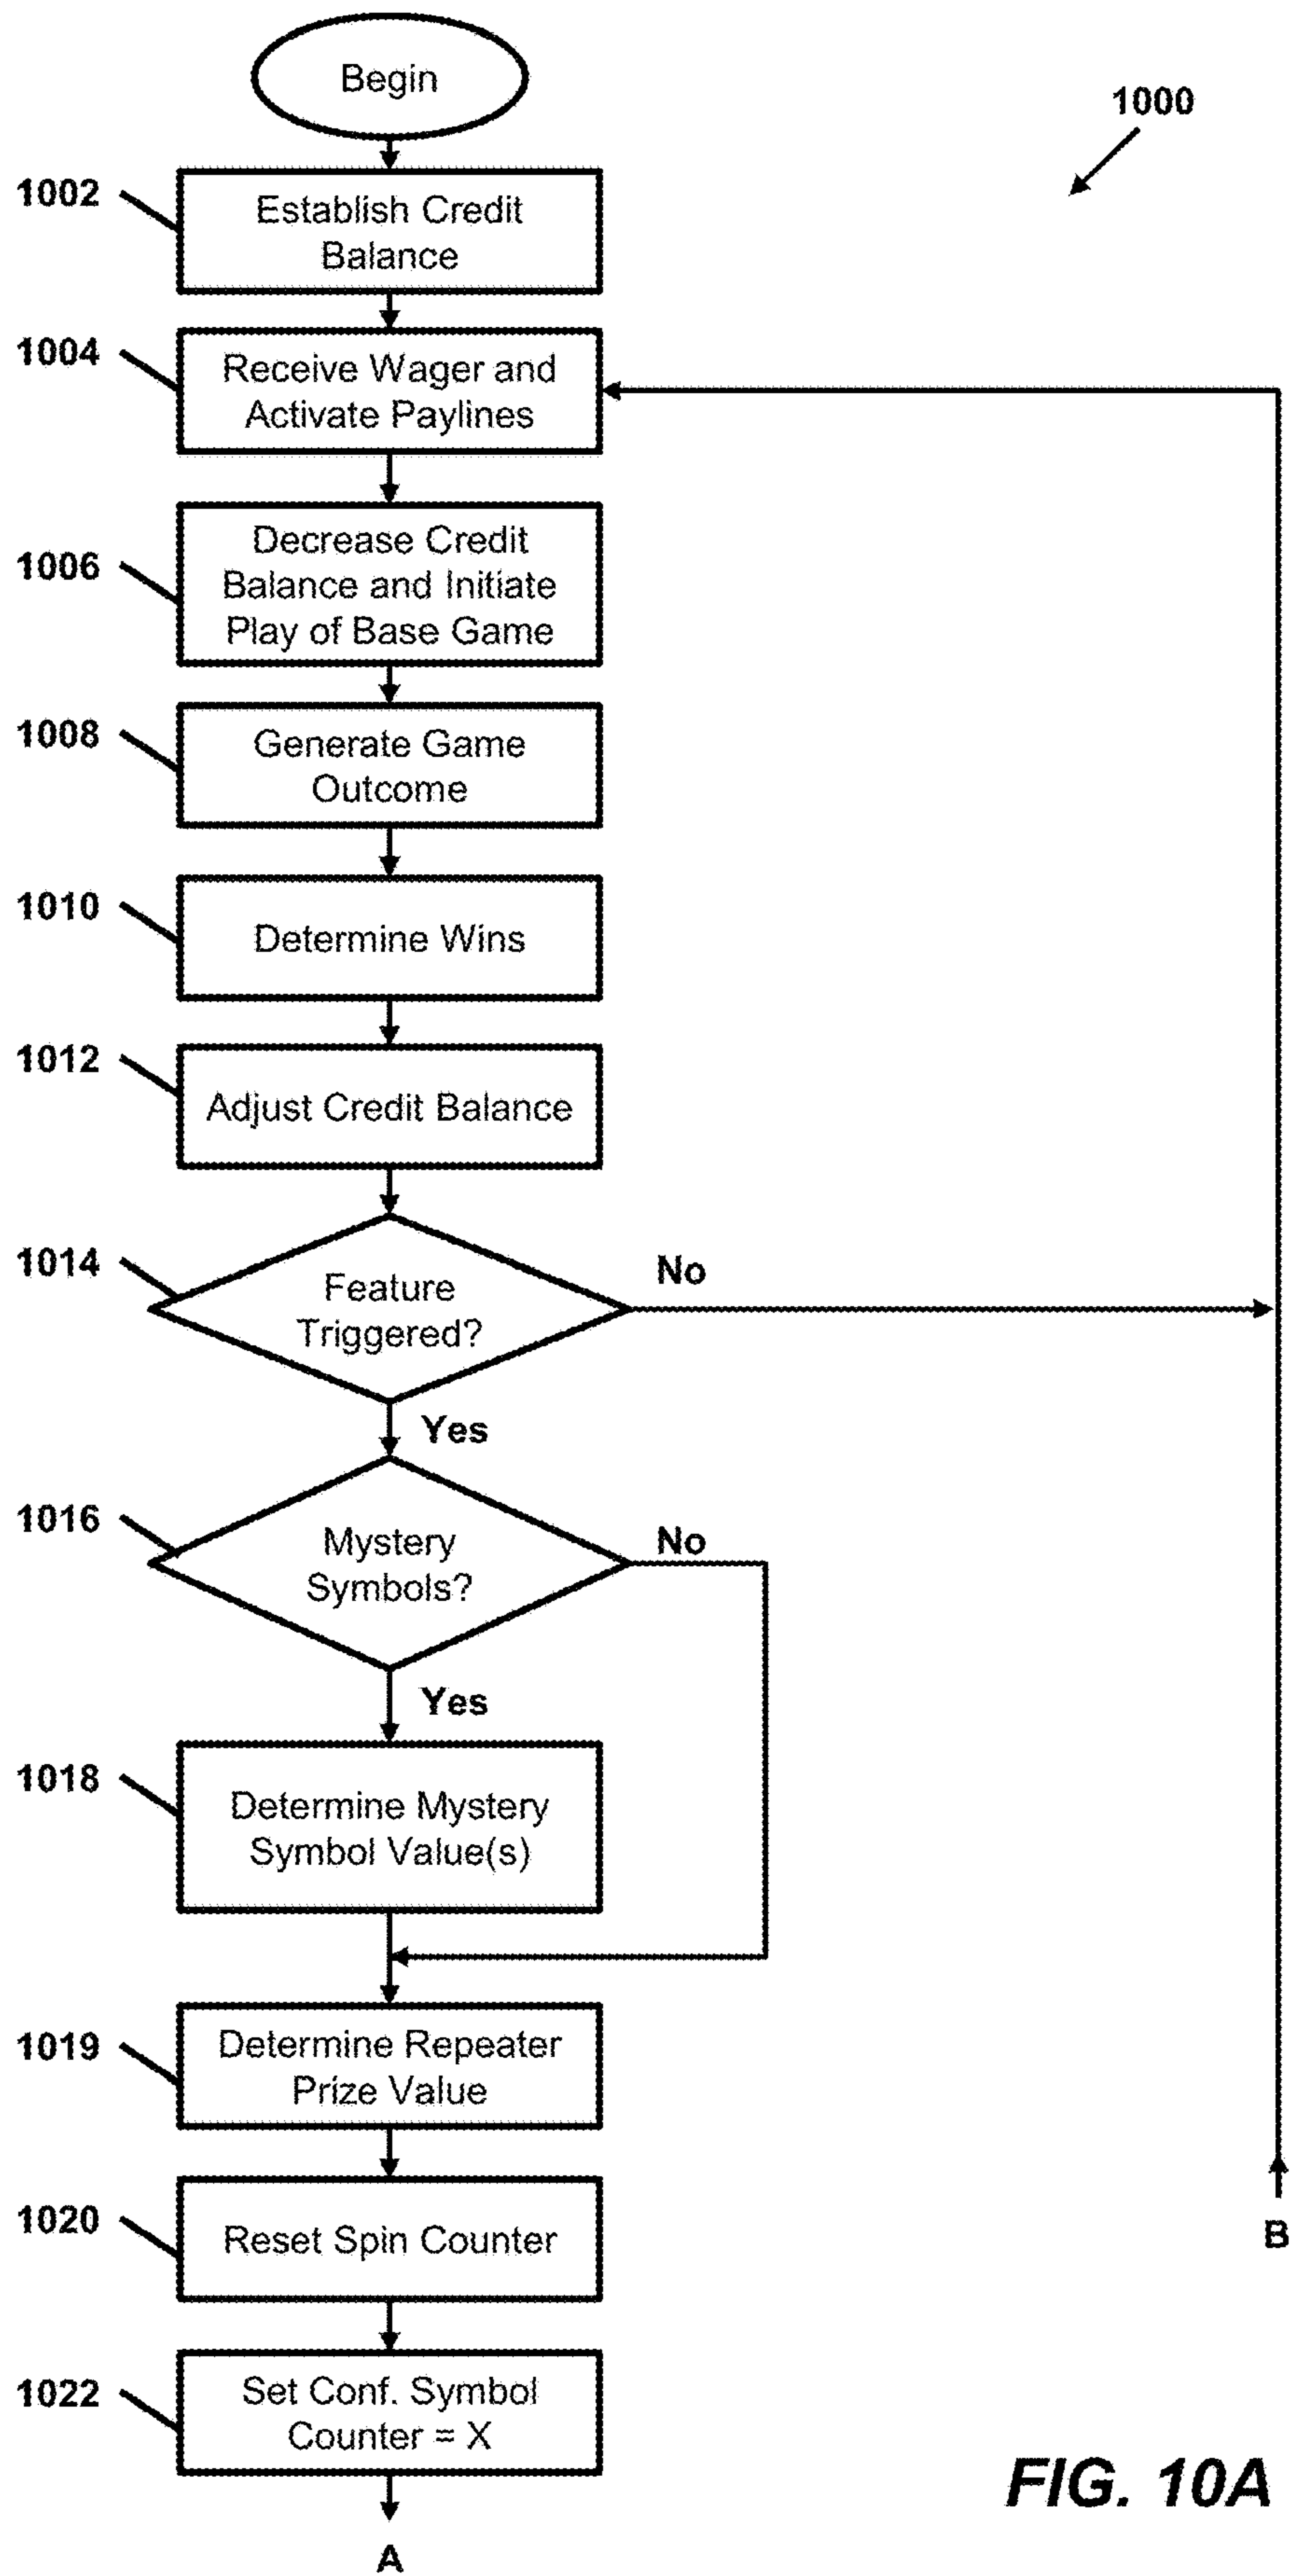 Begin
1000
1002
Establish Credit
Balance
1004
Receive Wager and
Activate Paylines
1006
Decrease Credit
Balance and Initiate
Play of Base Game
1008
Generate Game
Outcome
1010
Determine Wins
1012
Adjust Credit Balance
1014
Feature
Triggered?
No
Yes
1016
Mystery
Symbols?
No
Yes
1018
Determine Mystery
Symbol Value(s)
1019
Determine Repeater
Prize Value
1020
Reset Spin Counter
B
1022
Set Conf. Symbol
Counter = X
A
FIG. 10A